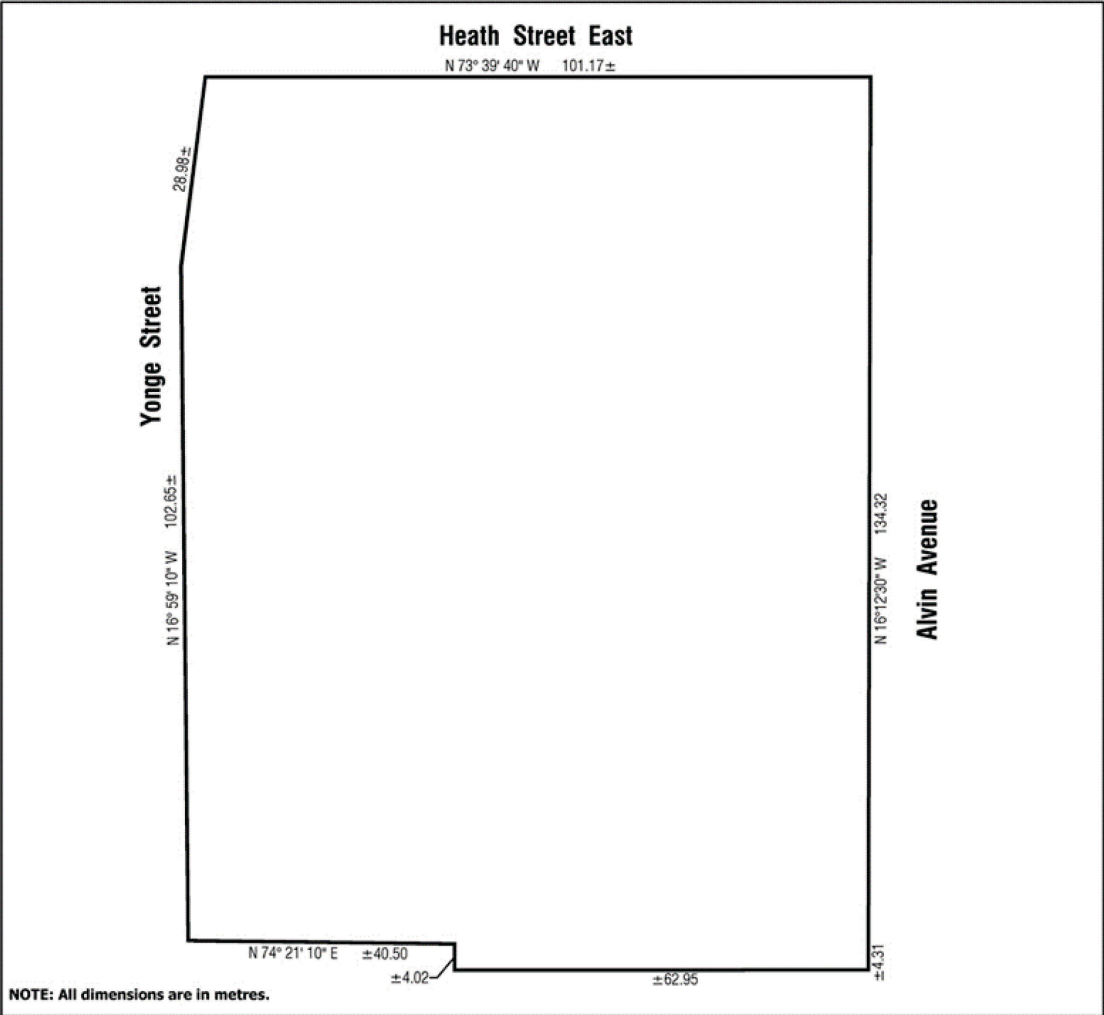 Heath Street East
N 73° 39' 40" W 101.17±
28.98±
Yonge Street
N 16° 59' 10" W 102.65±
N 16°12'30" W 134.32
Alvin Avenue
N 74° 21' 10" E ±40.50
±4.02
±62.95
±4.31
NOTE: All dimensions are in metres.